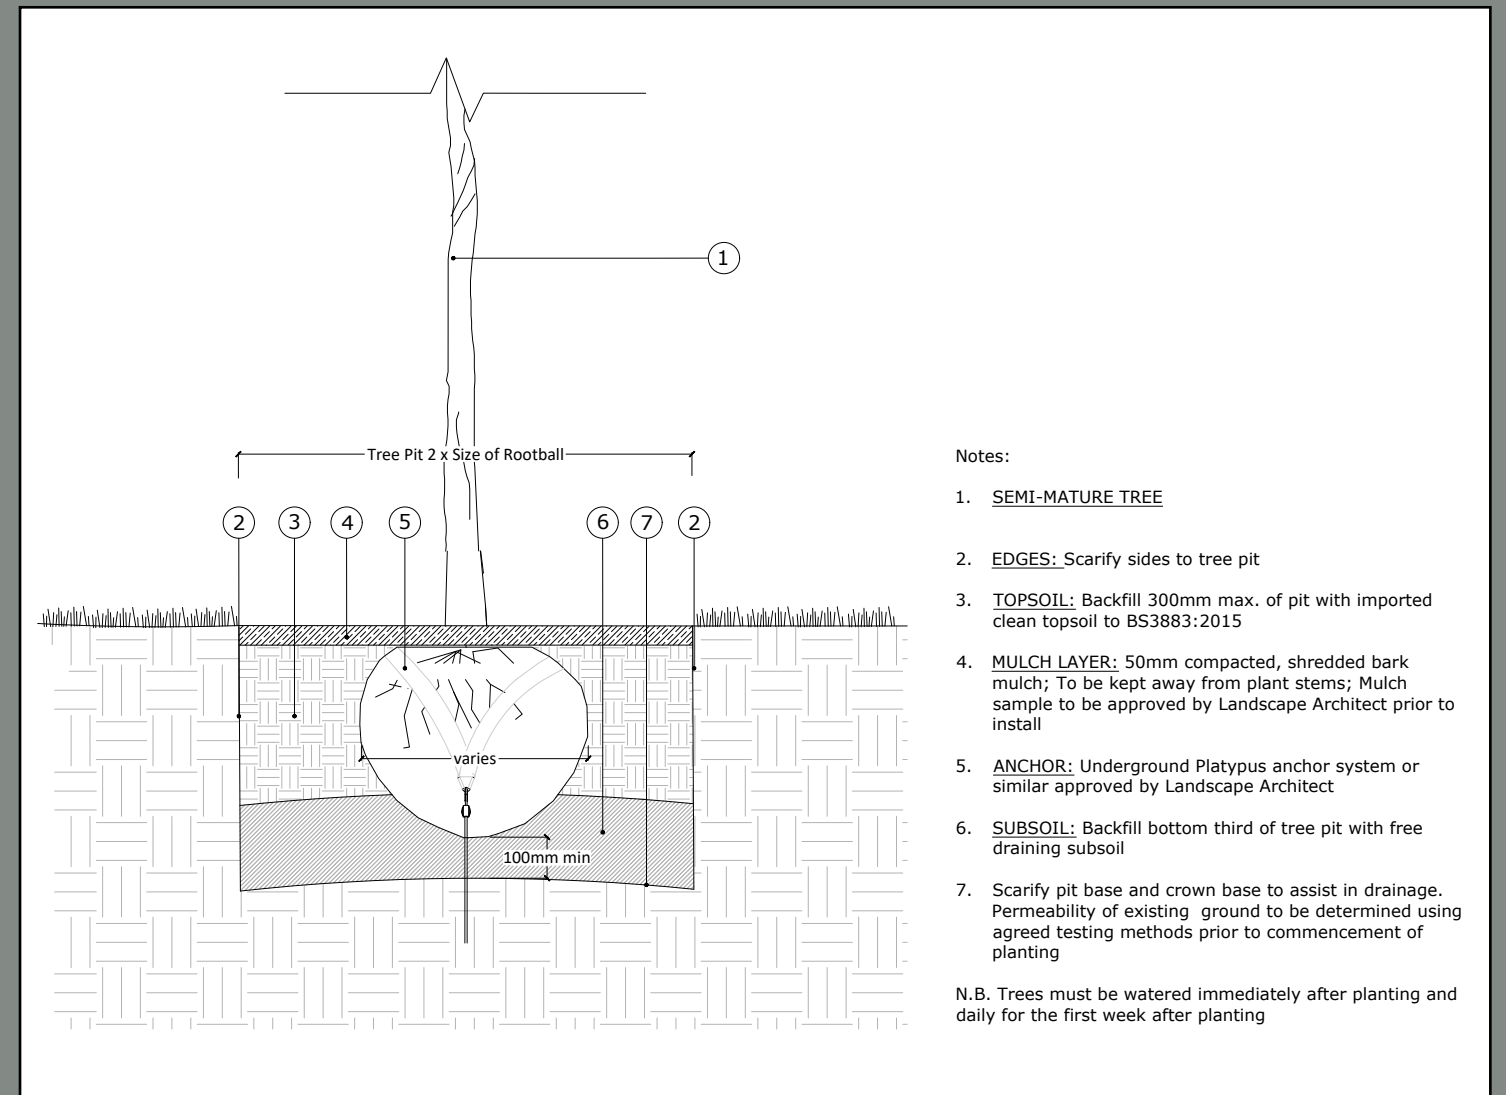 1
Tree Pit 2 x Size of Rootball
2
3
4
5
6
7
2
varies
100mm min
Notes:
1. SEMI-MATURE TREE
2. EDGES: Scarify sides to tree pit
3. TOPSOIL: Backfill 300mm max. of pit with imported
clean topsoil to BS3883:2015
4. MULCH LAYER: 50mm compacted, shredded bark
mulch; To be kept away from plant stems; Mulch
sample to be approved by Landscape Architect prior to
install
5. ANCHOR: Underground Platypus anchor system or
similar approved by Landscape Architect
6. SUBSOIL: Backfill bottom third of tree pit with free
draining subsoil
7. Scarify pit base and crown base to assist in drainage.
Permeability of existing ground to be determined using
agreed testing methods prior to commencement of
planting
N.B. Trees must be watered immediately after planting and
daily for the first week after planting